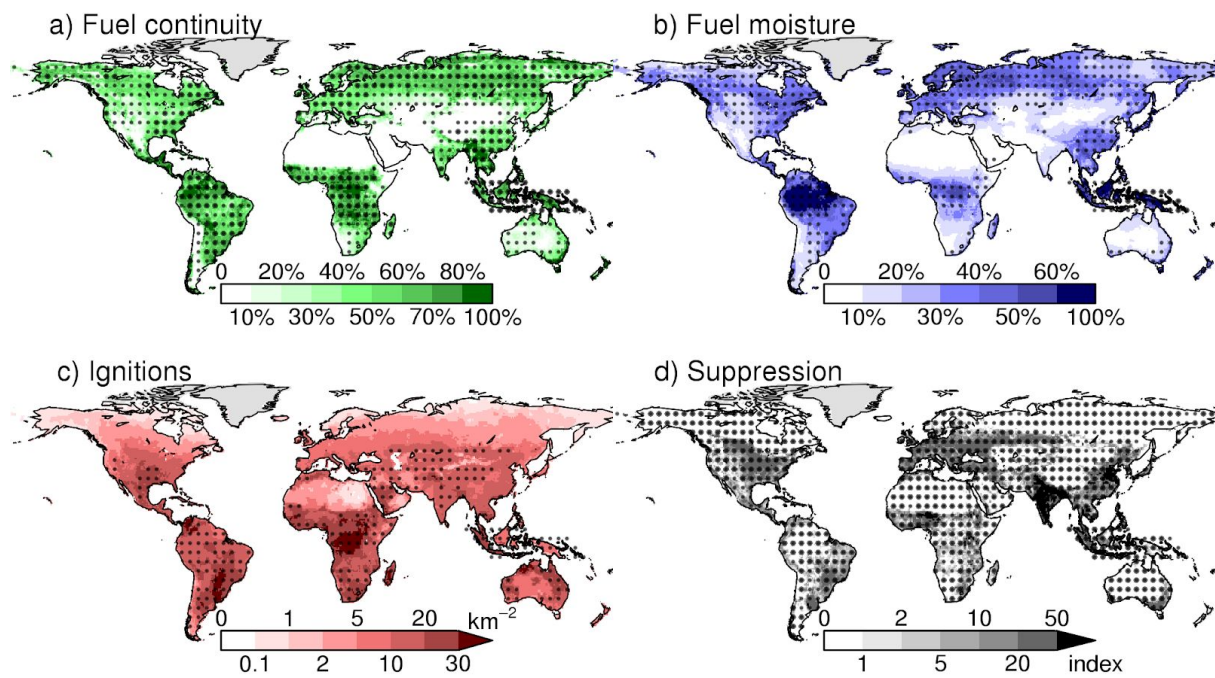 a) Fuel continuity
b) Fuel moisture
0 20% 40% 60% 80%
10% 30% 50% 70% 100%
0 20% 40% 60%
10% 30% 50% 100%
c) Ignitions
d) Suppression
0 1 5 20 km⁻²
0.1 2 10 30
0 2 10 50
1 5 20 index